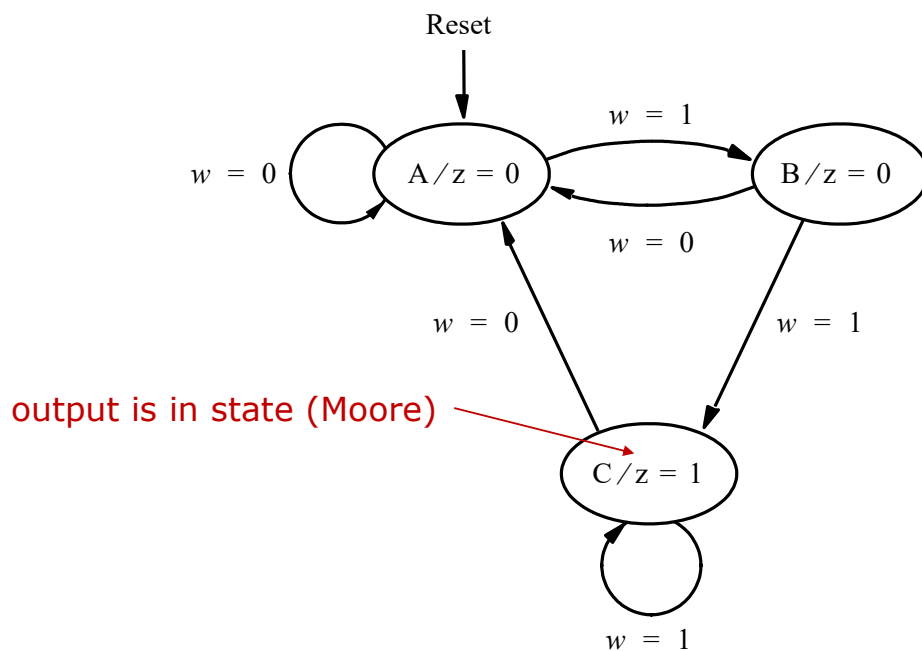 Reset
w = 1
w = 0
A/z = 0
B/z = 0
w = 0
w = 0
w = 1
output is in state (Moore)
C/z = 1
w = 1